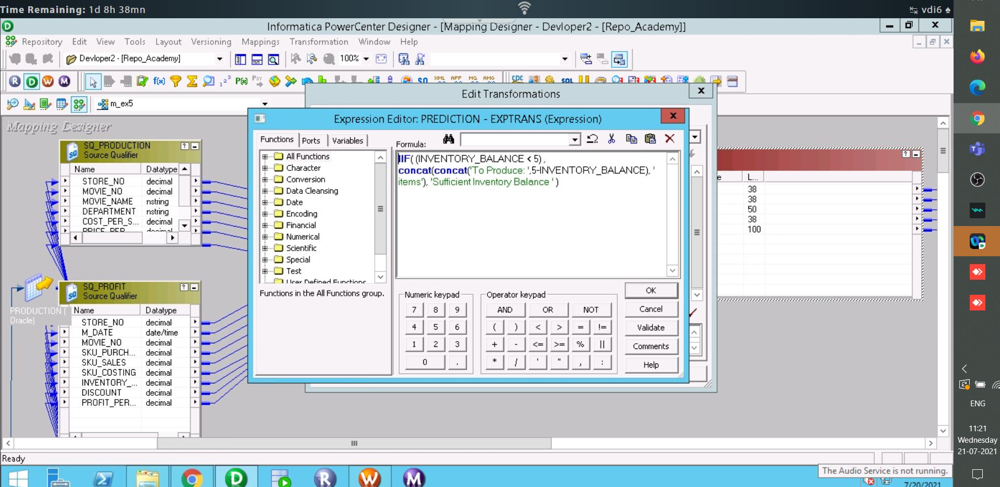 Time Remaining: 1d 8h 38mn
vdi6
Informatica PowerCenter Designer - [Mapping Designer - Devloper2 - [Repo_Academy]]
Repository Edit View Tools Layout Versioning Mappings Transformation Window Help
Devloper2 - [Repo_Academy]
100%
XML APP MQ AMG
CDC
SQL
m_ex5
Mapping Designer
SQ_PRODUCTION
Source Qualifier
Name Datatype
STORE_NO decimal
MOVIE_NO decimal
MOVIE_NAME nstring
DEPARTMENT nstring
COST_PER_S... decimal
PRODUCTION (
Oracle)
SQ_PROFIT
Source Qualifier
Name Datatype
STORE_NO decimal
M_DATE date/time
MOVIE_NO decimal
SKU_PURCH... decimal
SKU_SALES decimal
SKU_COSTING decimal
INVENTORY_... decimal
DISCOUNT decimal
PROFIT_PER... decimal
Edit Transformations
Expression Editor: PREDICTION - EXPTRANS (Expression)
Functions Ports Variables
All Functions
Character
Conversion
Data Cleansing
Date
Encoding
Financial
Numerical
Scientific
Special
Test
User Defined Functions
Functions in the All Functions group.
Formula:
IIF( (INVENTORY_BALANCE < 5) ,
concat(concat('To Produce: ',5-INVENTORY_BALANCE), '
items'), 'Sufficient Inventory Balance ' )
Numeric keypad
7 8 9
4 5 6
1 2 3
0 .
Operator keypad
AND OR NOT
( ) < > = !=
+ - <= >= % ||
* / ' " , :
OK
Cancel
Validate
Comments
Help
L...
38
38
50
38
100
Ready
The Audio Service is not running.
7/20/2021
ENG
11:21
Wednesday
21-07-2021